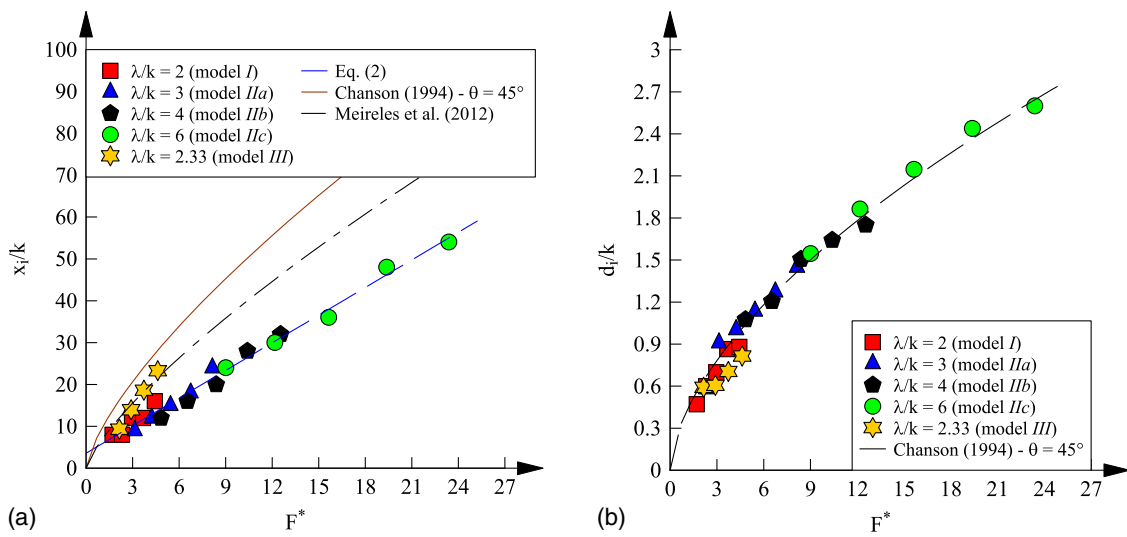 100
90
80
70
60
50
40
30
20
10
0
x_i/k
λ/k = 2 (model I)
λ/k = 3 (model IIa)
λ/k = 4 (model IIb)
λ/k = 6 (model IIc)
λ/k = 2.33 (model III)
Eq. (2)
Chanson (1994) - θ = 45°
Meireles et al. (2012)
0 3 6 9 12 15 18 21 24 27
F*
(a)
3
2.7
2.4
2.1
1.8
1.5
1.2
0.9
0.6
0.3
0
d_i/k
λ/k = 2 (model I)
λ/k = 3 (model IIa)
λ/k = 4 (model IIb)
λ/k = 6 (model IIc)
λ/k = 2.33 (model III)
Chanson (1994) - θ = 45°
0 3 6 9 12 15 18 21 24 27
F*
(b)